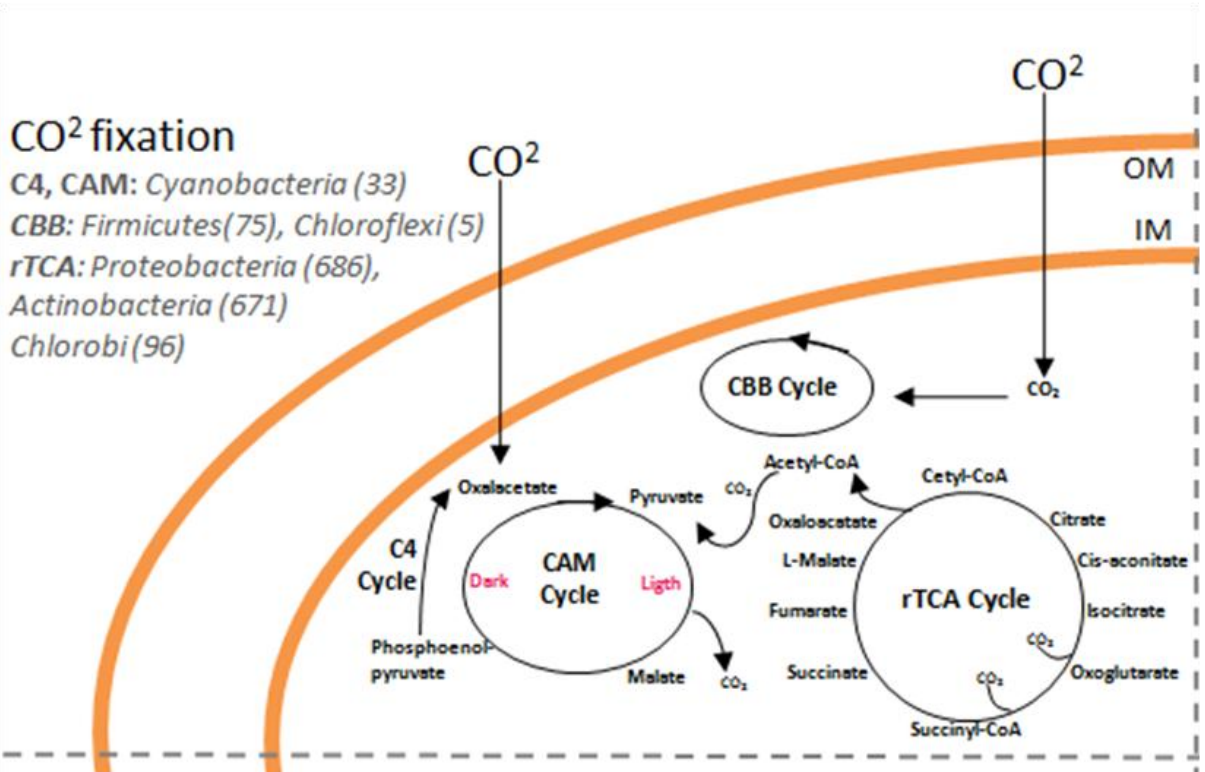 CO² fixation
C4, CAM: Cyanobacteria (33)
CBB: Firmicutes(75), Chloroflexi (5)
rTCA: Proteobacteria (686),
Actinobacteria (671)
Chlorobi (96)
CO²
CO²
OM
IM
CBB Cycle
CO₂
Oxalacetate
Pyruvate
CO₂
Acetyl-CoA
C4
Cycle
Dark
CAM
Cycle
Ligth
Phosphoenol-
pyruvate
Malate
CO₂
Cetyl-CoA
Oxaloacatate
Citrate
L-Malate
Cis-aconitate
rTCA Cycle
Fumarate
Isocitrate
CO₂
Succinate
CO₂
Oxoglutarate
Succinyl-CoA